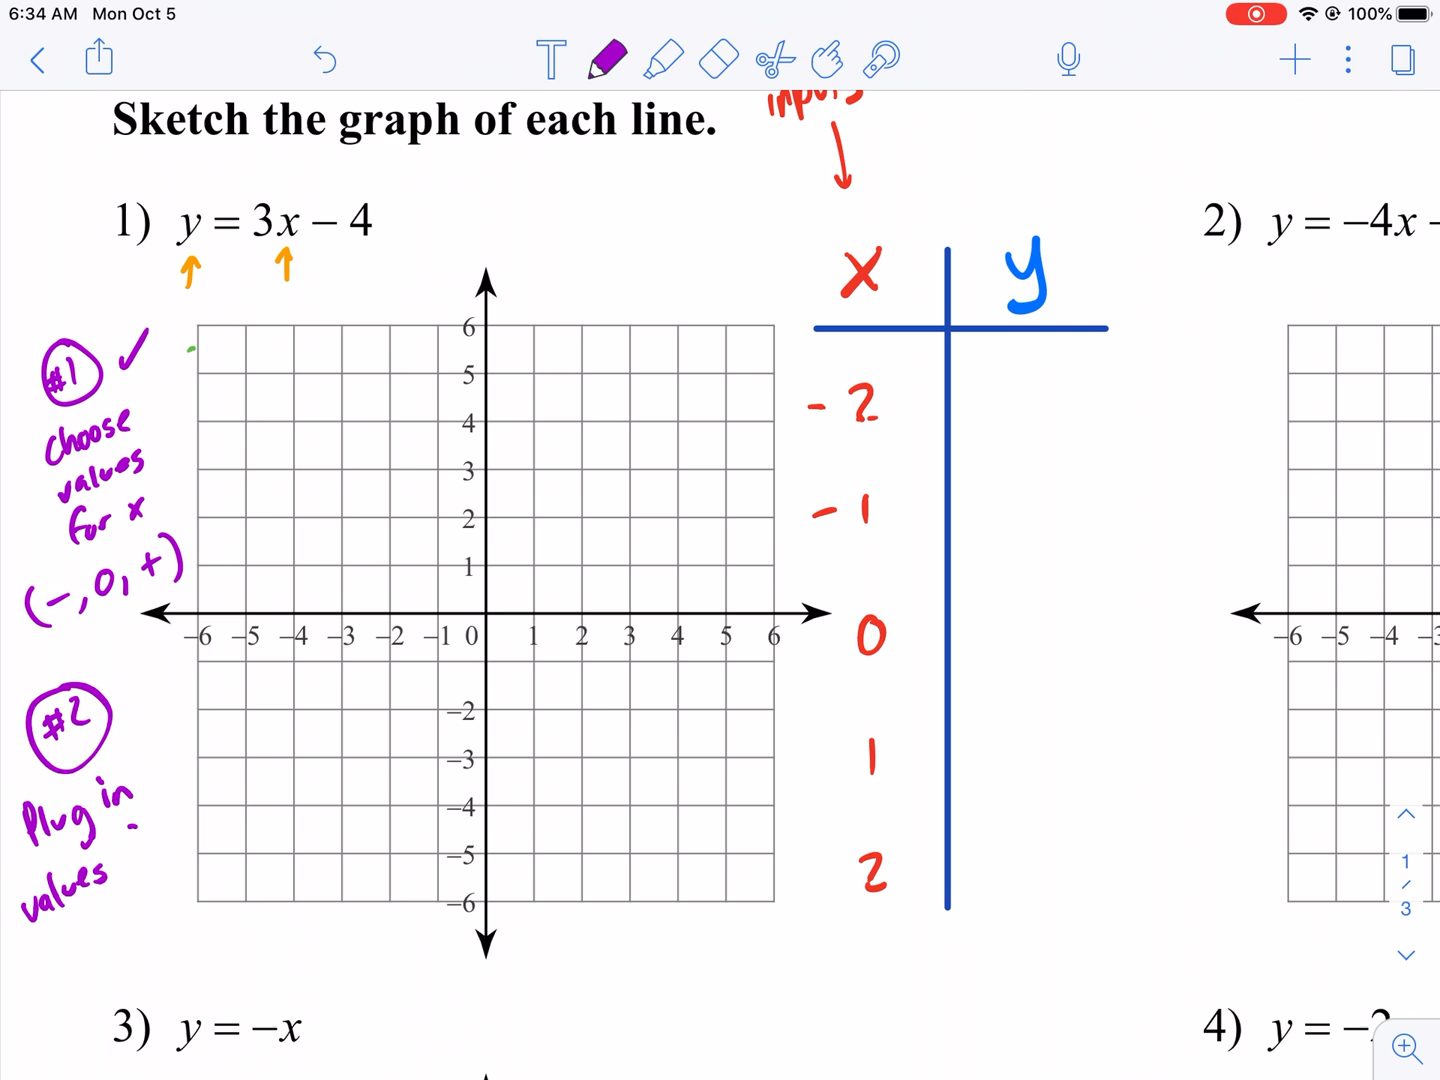 6:34 AM Mon Oct 5
100%
T
inputs
Sketch the graph of each line.
1) y = 3x − 4
2) y = −4x −
x y
#1
Choose
values
for x
(-, 0, +)
#2
Plug in
values
6
5
4
3
2
1
−6 −5 −4 −3 −2 −1 0 1 2 3 4 5 6
−2
−3
−4
−5
−6
- 2
- 1
0
1
2
−6 −5 −4 −3
1
/
3
3) y = −x
4) y = −2